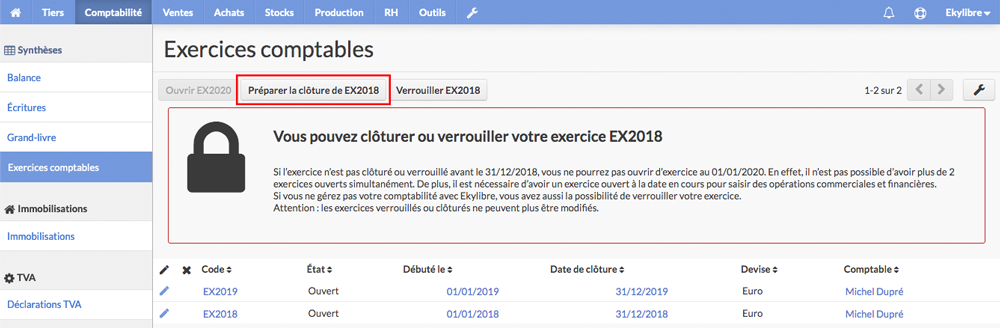 Tiers Comptabilité Ventes Achats Stocks Production RH Outils Ekylibre
Synthèses
Balance
Écritures
Grand-livre
Exercices comptables
Immobilisations
Immobilisations
TVA
Déclarations TVA
Exercices comptables
Ouvrir EX2020 Préparer la clôture de EX2018 Verrouiller EX2018 1-2 sur 2
Vous pouvez clôturer ou verrouiller votre exercice EX2018
Si l'exercice n'est pas clôturé ou verrouillé avant le 31/12/2018, vous ne pourrez pas ouvrir d'exercice au 01/01/2020. En effet, il n'est pas possible d'avoir plus de 2
exercices ouverts simultanément. De plus, il est nécessaire d'avoir un exercice ouvert à la date en cours pour saisir des opérations commerciales et financières.
Si vous ne gérez pas votre comptabilité avec Ekylibre, vous avez aussi la possibilité de verrouiller votre exercice.
Attention : les exercices verrouillés ou clôturés ne peuvent plus être modifiés.
Code État Débuté le Date de clôture Devise Comptable
EX2019 Ouvert 01/01/2019 31/12/2019 Euro Michel Dupré
EX2018 Ouvert 01/01/2018 31/12/2018 Euro Michel Dupré